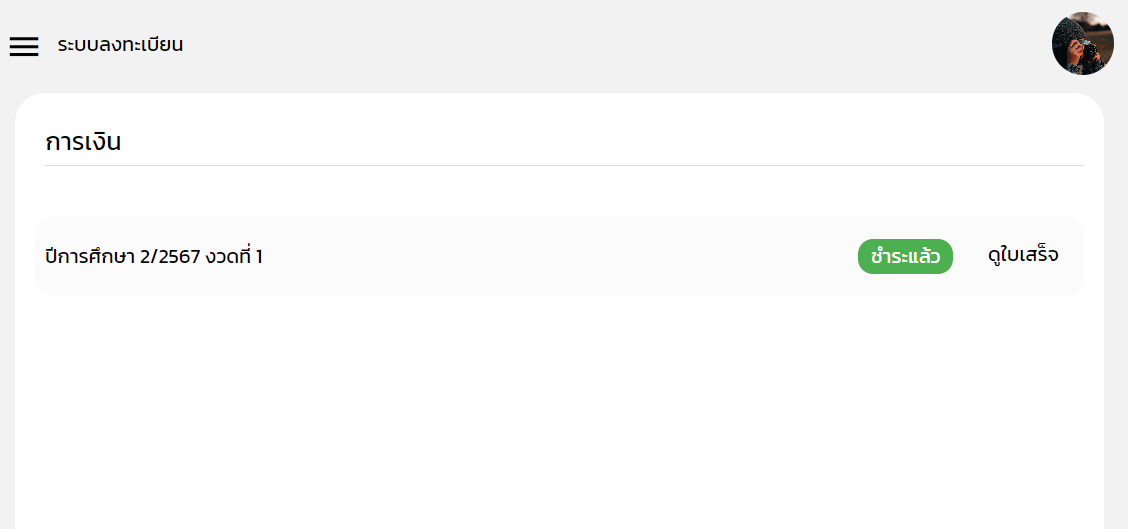 ระบบลงทะเบียน
การเงิน
ปีการศึกษา 2/2567 งวดที่ 1 ชำระแล้ว ดูใบเสร็จ